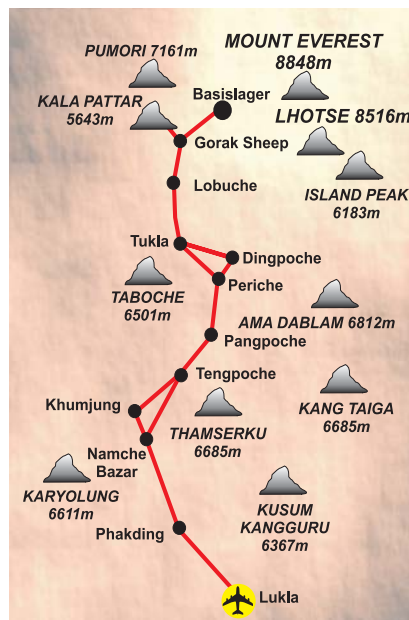 PUMORI 7161m
MOUNT EVEREST
8848m
KALA PATTAR
5643m
Basislager
LHOTSE 8516m
Gorak Sheep
ISLAND PEAK
6183m
Lobuche
Tukla
Dingpoche
TABOCHE
6501m
Periche
AMA DABLAM 6812m
Pangpoche
Tengpoche
KANG TAIGA
6685m
Khumjung
THAMSERKU
6685m
Namche
Bazar
KARYOLUNG
6611m
KUSUM
KANGGURU
6367m
Phakding
Lukla